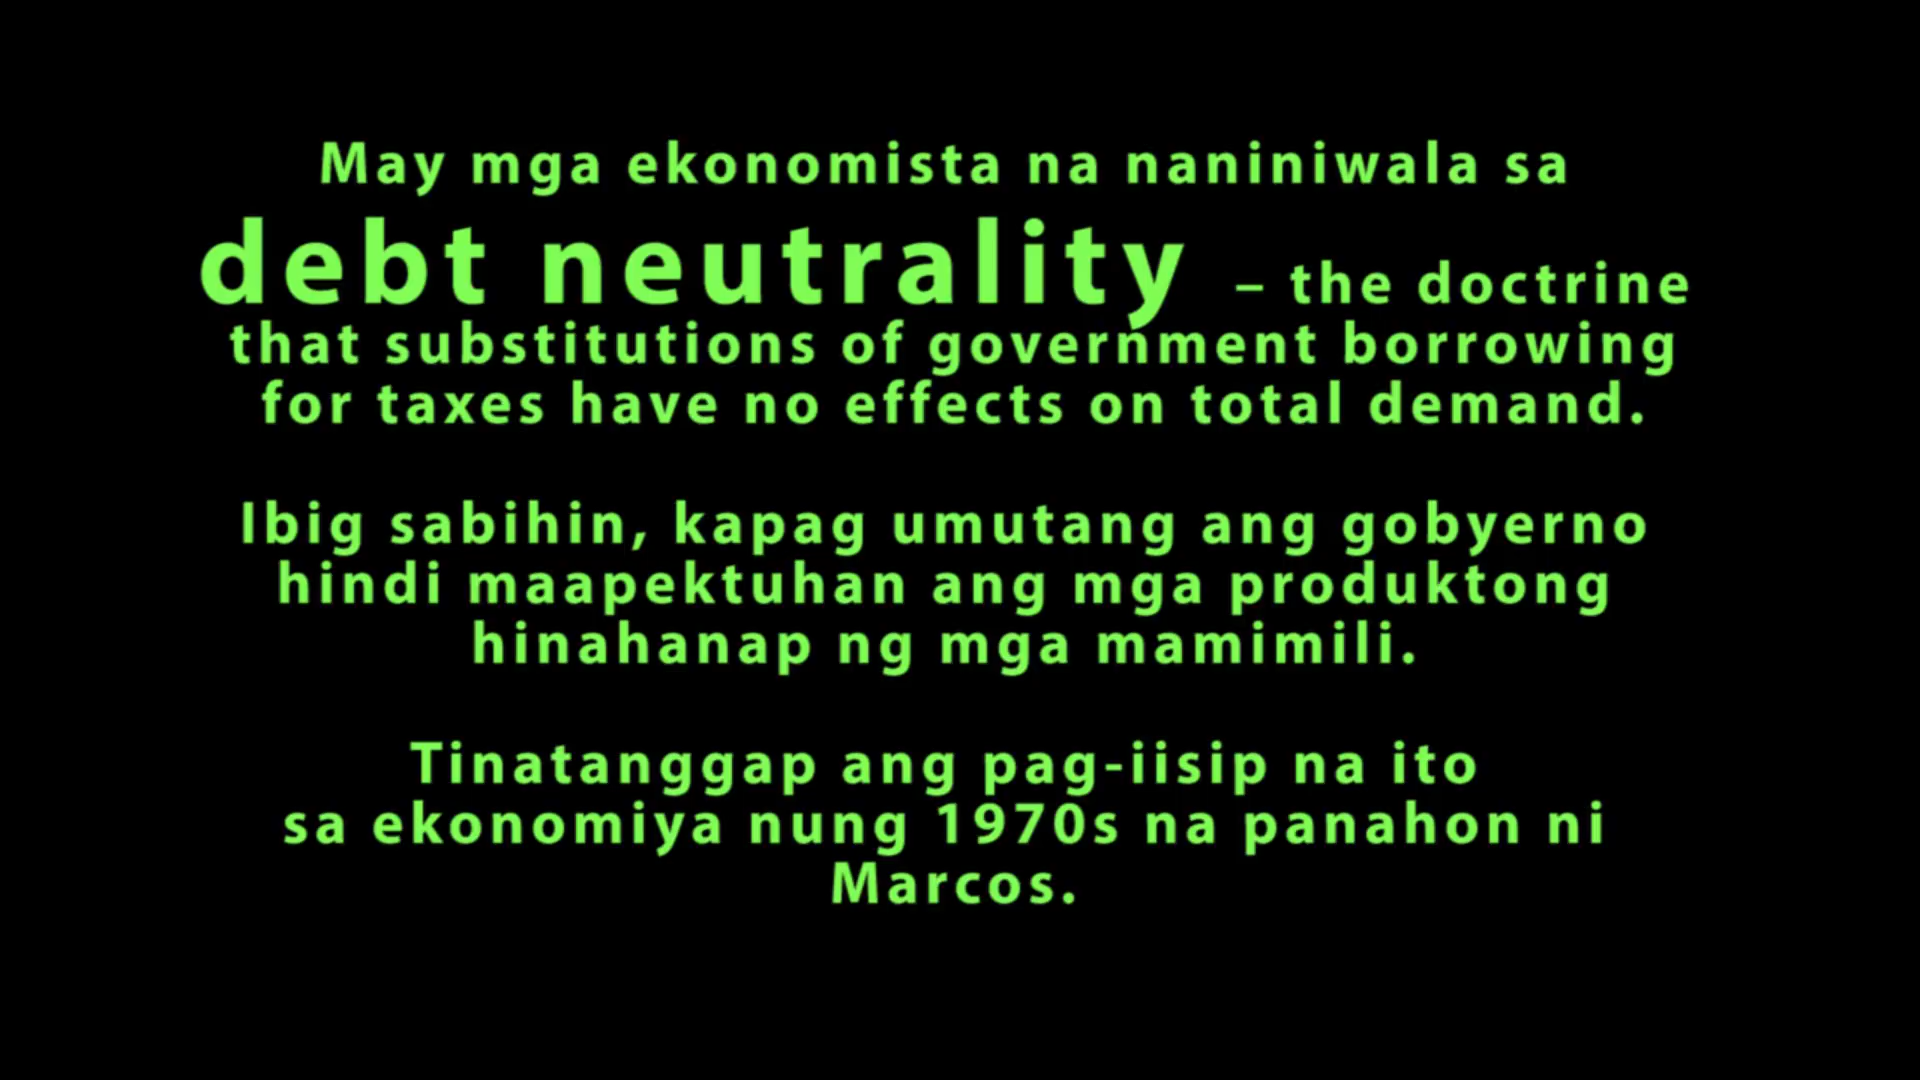 May mga ekonomista na naniniwala sa
debt neutrality – the doctrine
that substitutions of government borrowing
for taxes have no effects on total demand.
Ibig sabihin, kapag umutang ang gobyerno
hindi maapektuhan ang mga produktong
hinahanap ng mga mamimili.
Tinatanggap ang pag-iisip na ito
sa ekonomiya nung 1970s na panahon ni
Marcos.